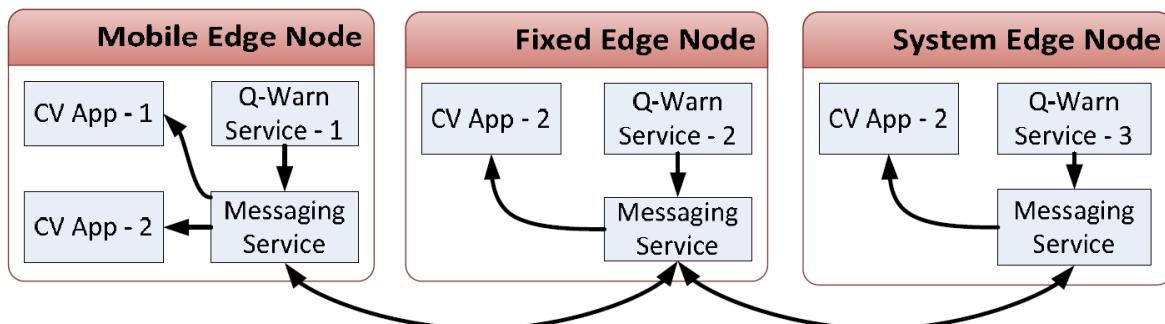 Mobile Edge Node
CV App - 1
Q-Warn
Service - 1
CV App - 2
Messaging
Service
Fixed Edge Node
CV App - 2
Q-Warn
Service - 2
Messaging
Service
System Edge Node
CV App - 2
Q-Warn
Service - 3
Messaging
Service